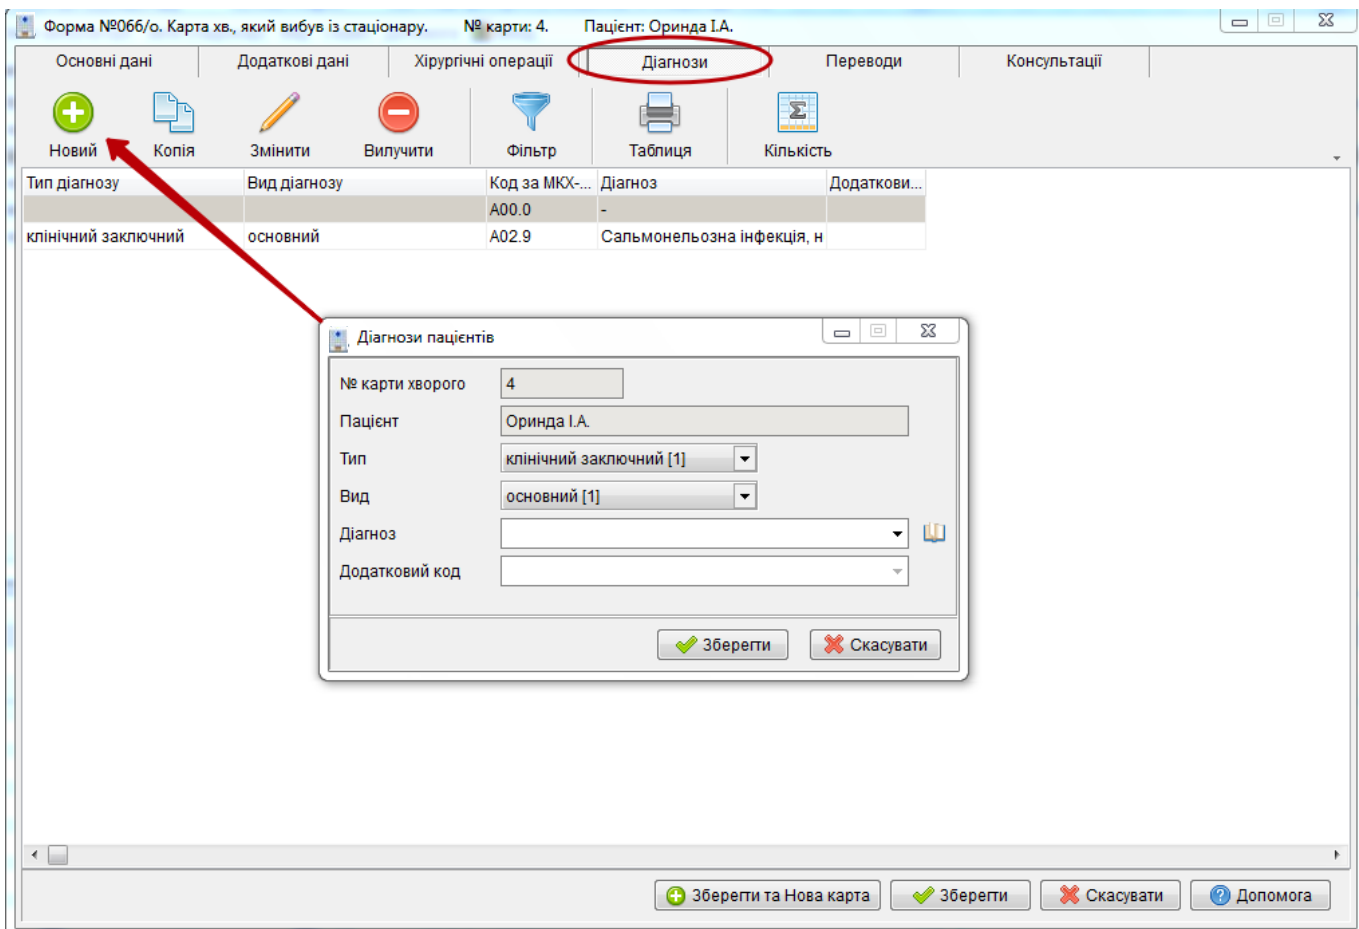 Форма №066/о. Карта хв., який вибув із стаціонару. № карти: 4. Пацієнт: Оринда І.А.
Основні дані Додаткові дані Хірургічні операції Діагнози Переводи Консультації
Новий Копія Змінити Вилучити Фільтр Таблиця Кількість
Тип діагнозу Вид діагнозу Код за МКХ-... Діагноз Додаткови...
A00.0 -
клінічний заключний основний A02.9 Сальмонельозна інфекція, н
Діагнози пацієнтів
№ карти хворого 4
Пацієнт Оринда І.А.
Тип клінічний заключний [1]
Вид основний [1]
Діагноз
Додатковий код
Зберегти Скасувати
Зберегти та Нова карта Зберегти Скасувати Допомога